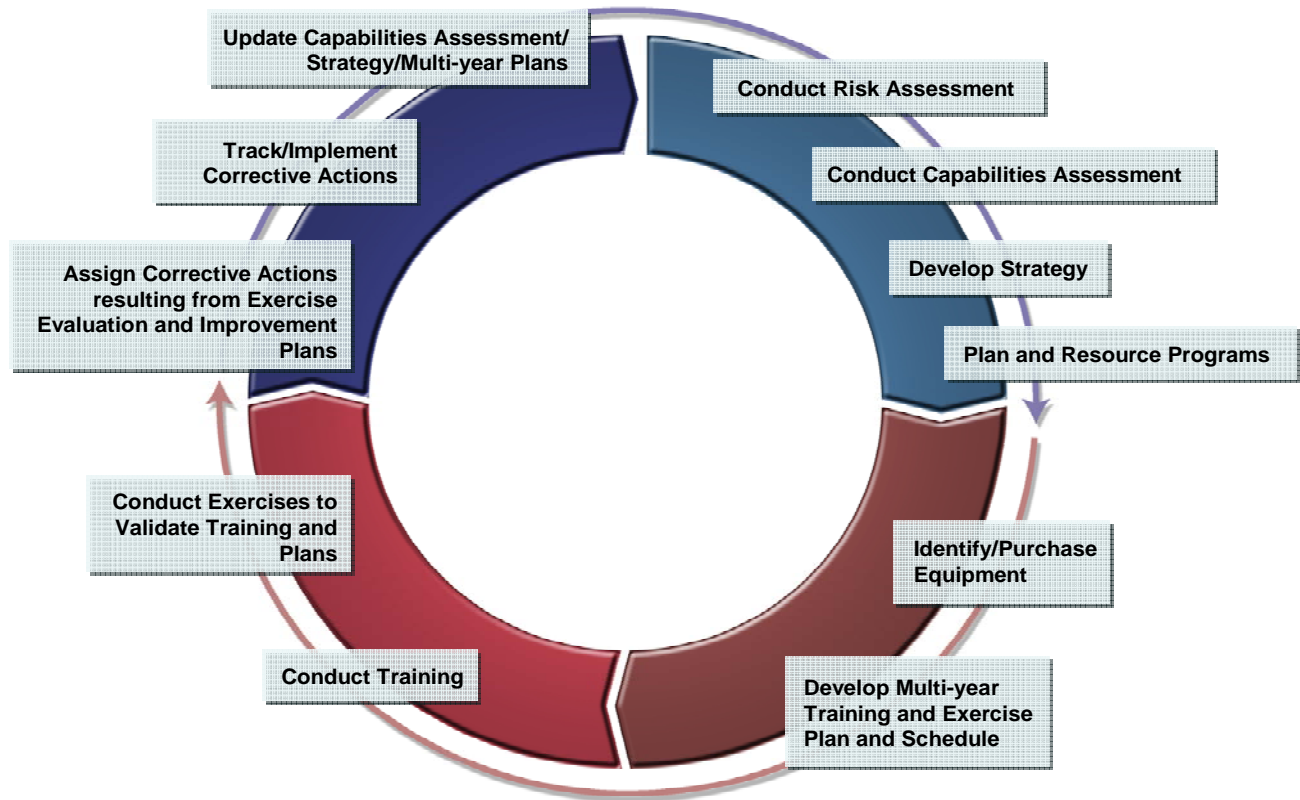 Update Capabilities Assessment/
Strategy/Multi-year Plans
Conduct Risk Assessment
Track/Implement
Corrective Actions
Conduct Capabilities Assessment
Assign Corrective Actions
resulting from Exercise
Evaluation and Improvement
Plans
Develop Strategy
Plan and Resource Programs
Conduct Exercises to
Validate Training and
Plans
Identify/Purchase
Equipment
Conduct Training
Develop Multi-year
Training and Exercise
Plan and Schedule